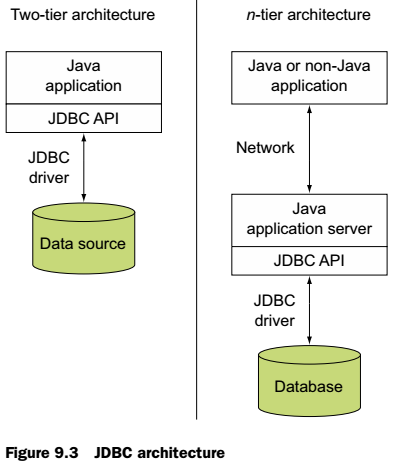 Two-tier architecture
Java
application
JDBC API
JDBC
driver
Data source
n-tier architecture
Java or non-Java
application
Network
Java
application server
JDBC API
JDBC
driver
Database
Figure 9.3 JDBC architecture